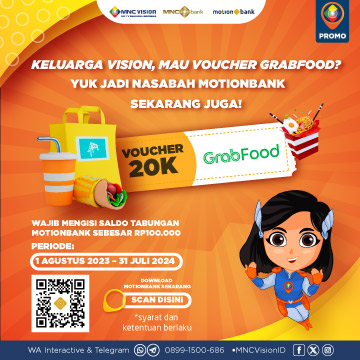 MNC VISION
MNC bank
motion bank
PROMO
KELUARGA VISION, MAU VOUCHER GRABFOOD?
YUK JADI NASABAH MOTIONBANK
SEKARANG JUGA!
VOUCHER
20K
GrabFood
WAJIB MENGISI SALDO TABUNGAN
MOTIONBANK SEBESAR RP100.000
PERIODE:
1 AGUSTUS 2023 – 31 JULI 2024
DOWNLOAD
MOTIONBANK SEKARANG
SCAN DISINI
*syarat dan
ketentuan berlaku
WA Interactive & Telegram
0899-1500-686
#MNCVisionID